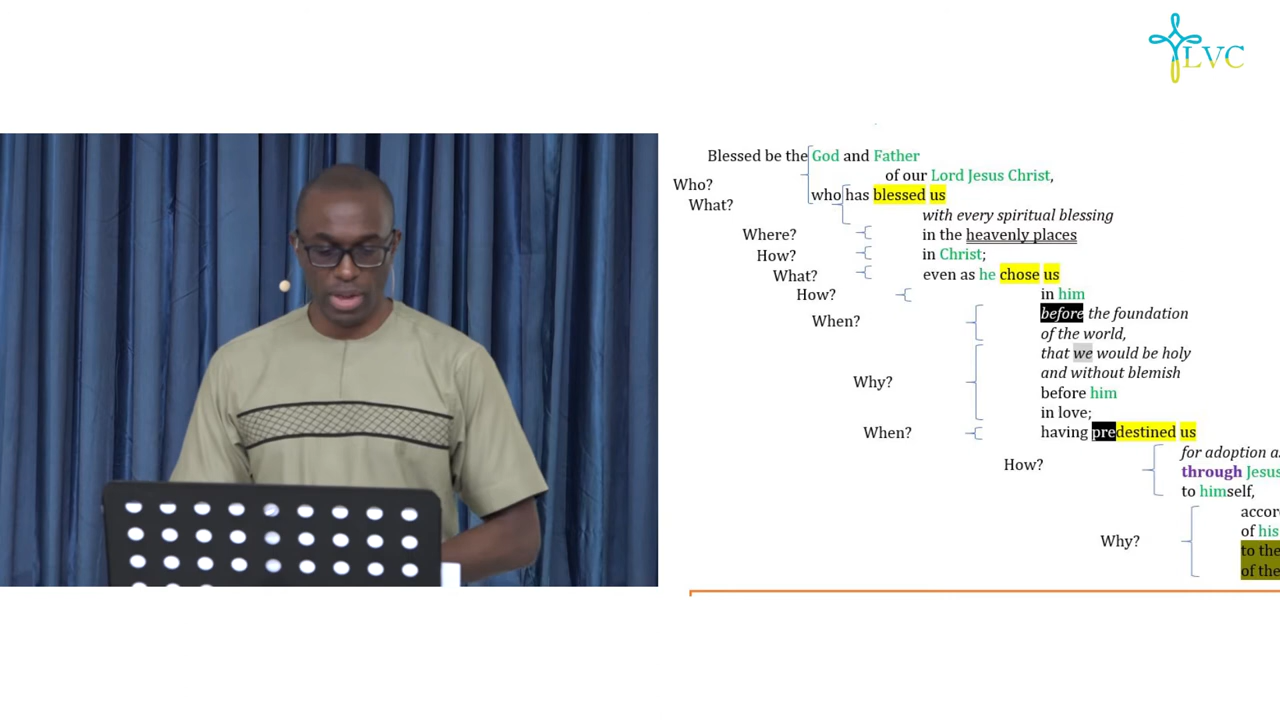 LVC
Blessed be the God and Father
of our Lord Jesus Christ,
Who?
who has blessed us
What?
with every spiritual blessing
Where?
in the heavenly places
How?
in Christ;
What?
even as he chose us
How?
in him
before the foundation
When?
of the world,
that we would be holy
and without blemish
Why?
before him
in love;
When?
having predestined us
for adoption
How?
through Jesus
to himself,
of his
Why?
to the
of the